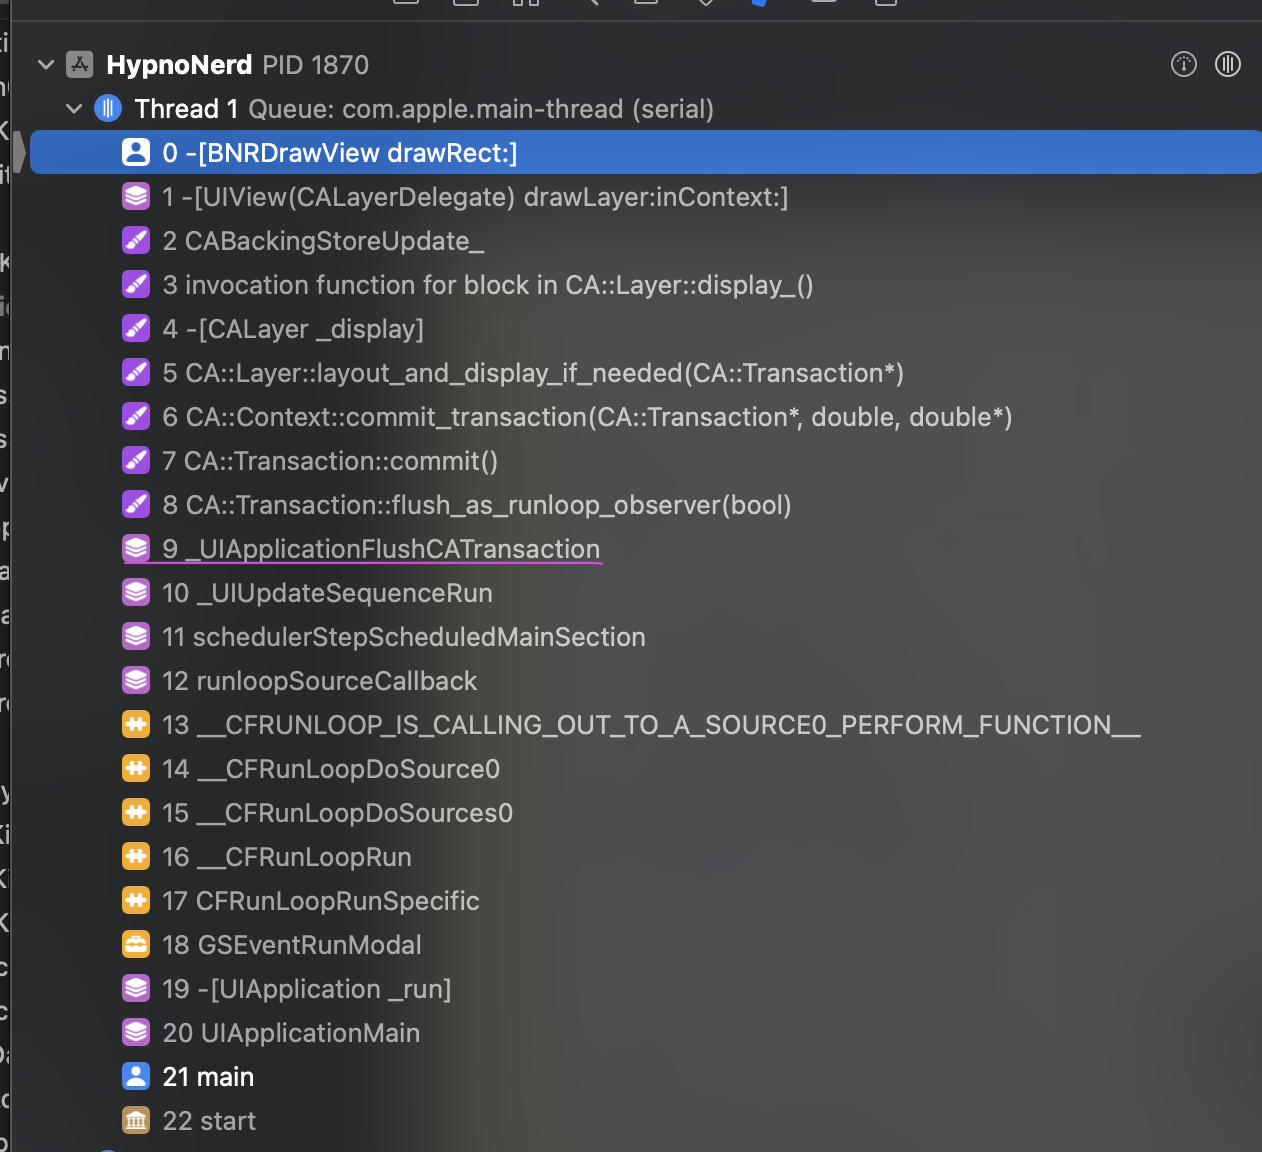 HypnoNerd PID 1870
Thread 1 Queue: com.apple.main-thread (serial)
0 -[BNRDrawView drawRect:]
1 -[UIView(CALayerDelegate) drawLayer:inContext:]
2 CABackingStoreUpdate_
3 invocation function for block in CA::Layer::display_()
4 -[CALayer _display]
5 CA::Layer::layout_and_display_if_needed(CA::Transaction*)
6 CA::Context::commit_transaction(CA::Transaction*, double, double*)
7 CA::Transaction::commit()
8 CA::Transaction::flush_as_runloop_observer(bool)
9 _UIApplicationFlushCATransaction
10 _UIUpdateSequenceRun
11 schedulerStepScheduledMainSection
12 runloopSourceCallback
13 __CFRUNLOOP_IS_CALLING_OUT_TO_A_SOURCE0_PERFORM_FUNCTION__
14 __CFRunLoopDoSource0
15 __CFRunLoopDoSources0
16 __CFRunLoopRun
17 CFRunLoopRunSpecific
18 GSEventRunModal
19 -[UIApplication _run]
20 UIApplicationMain
21 main
22 start